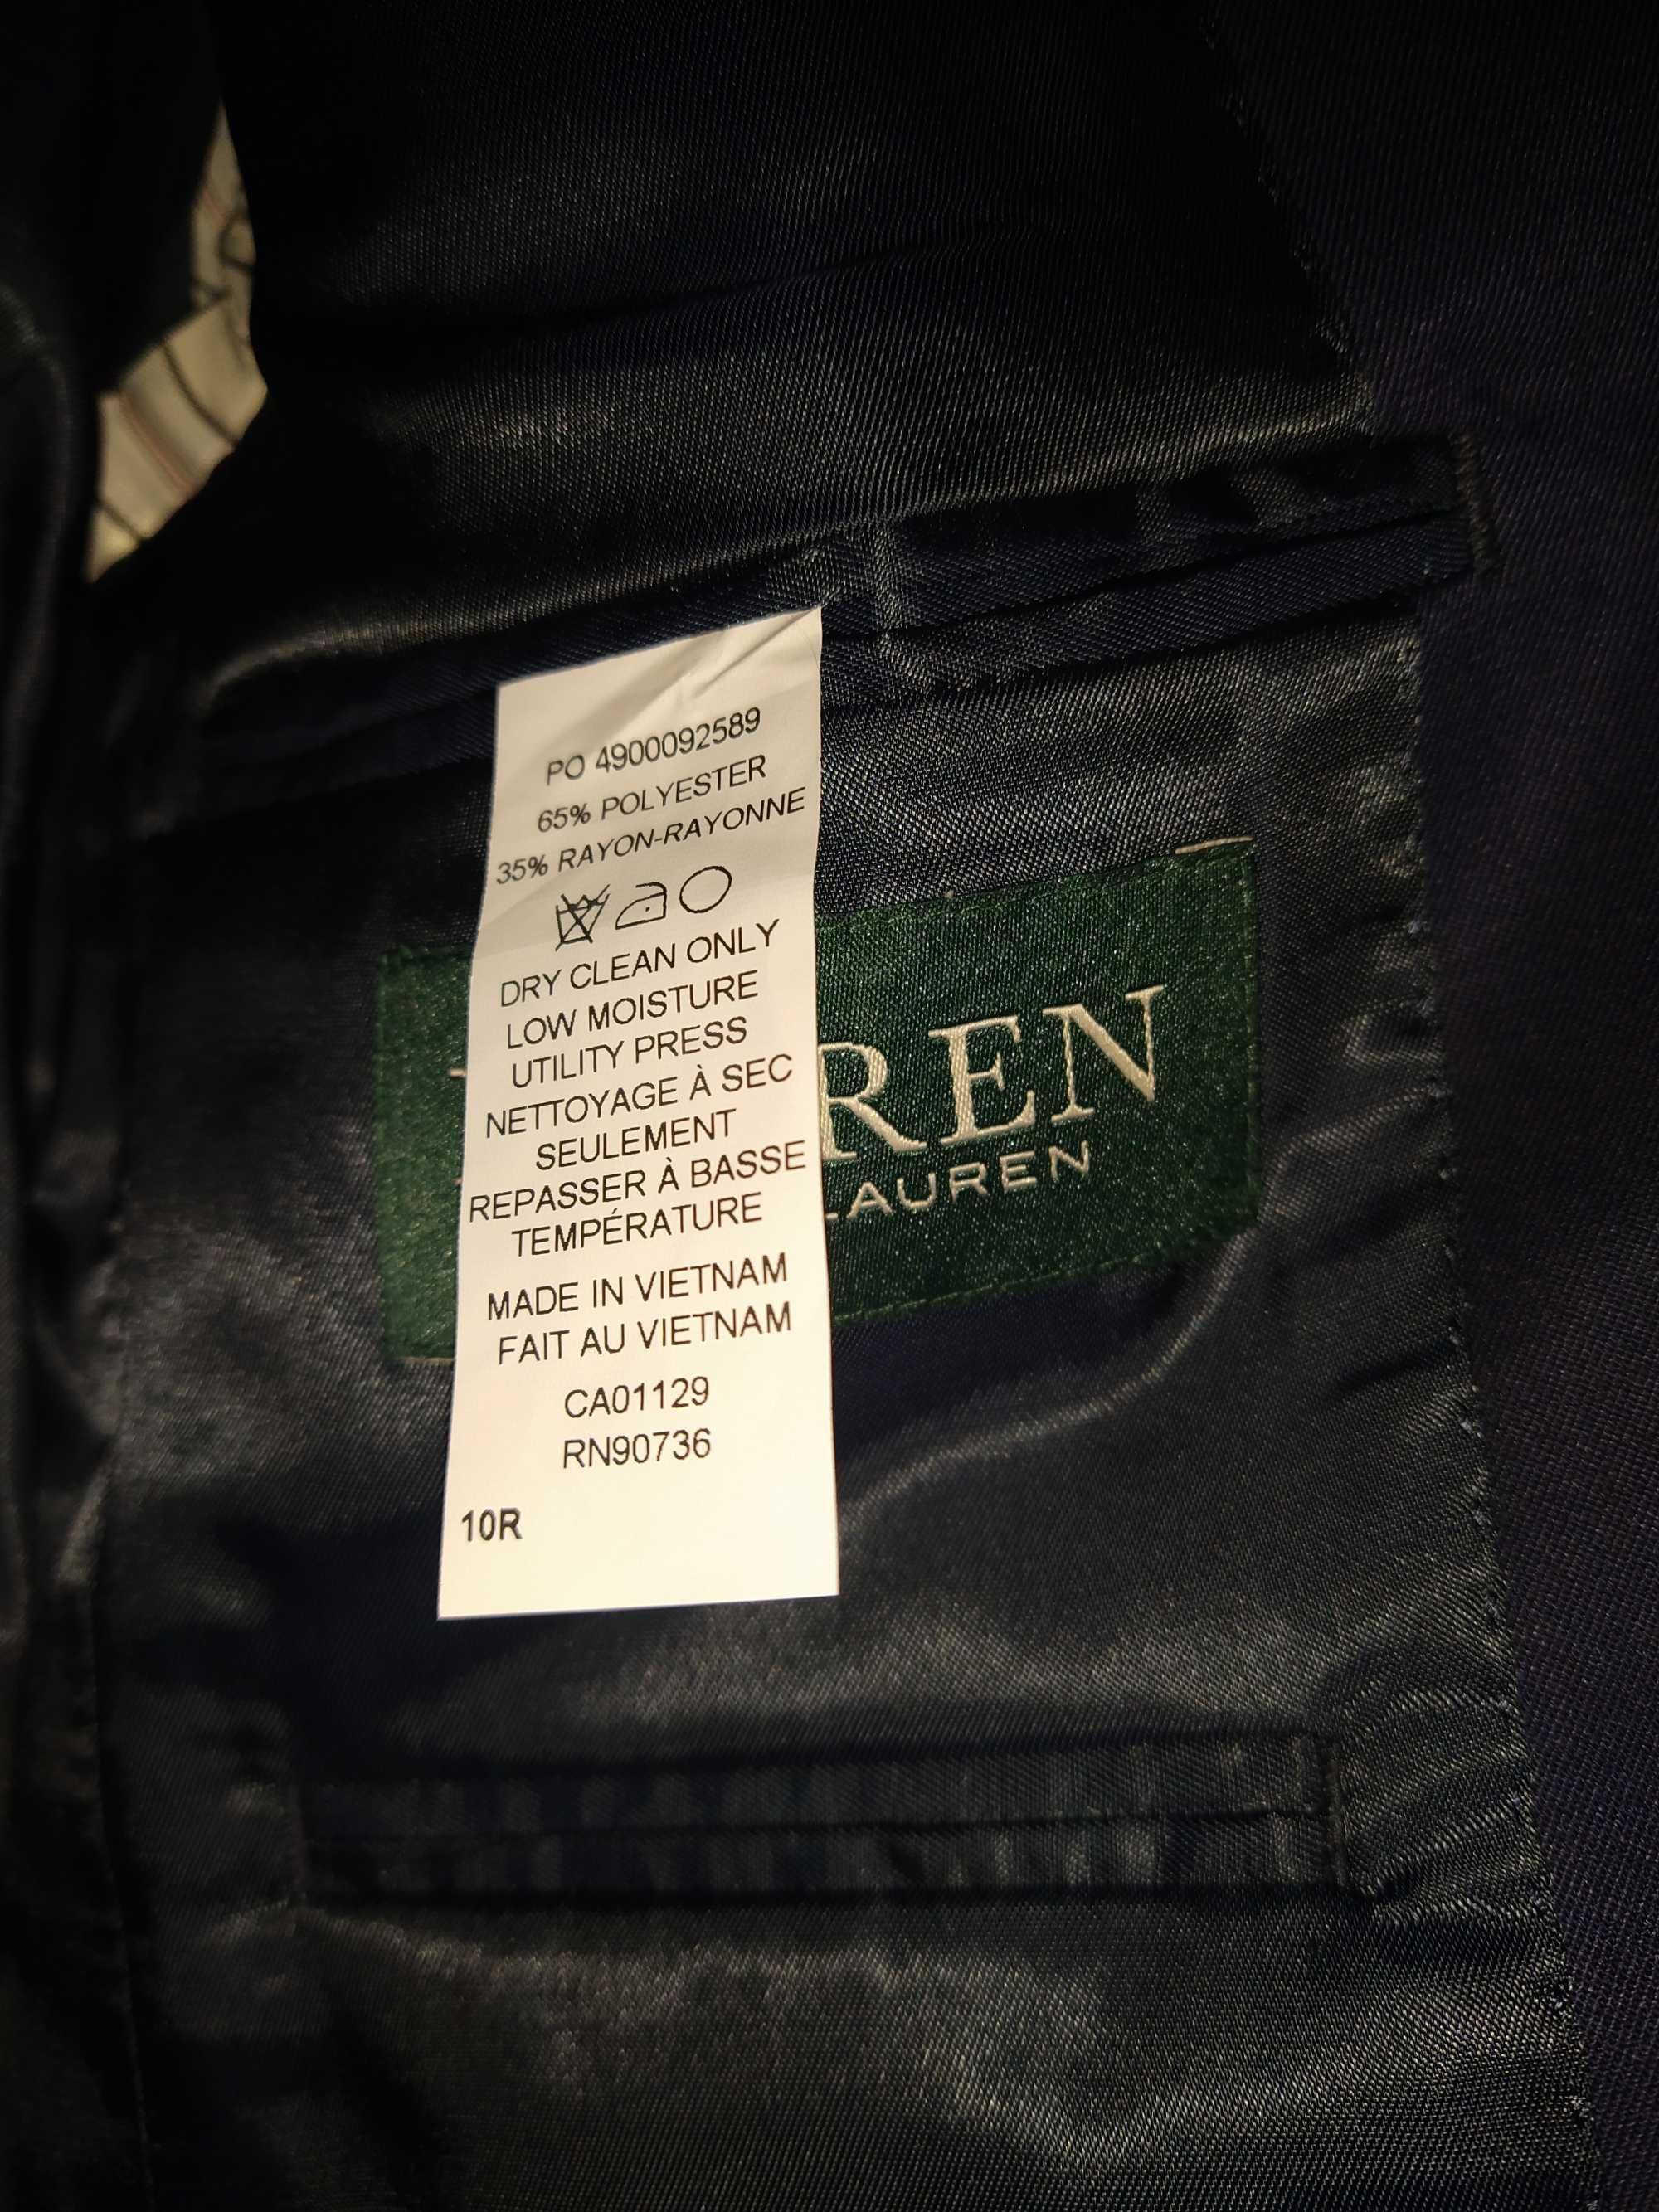 PO 4900092589
65% POLYESTER
35% RAYON-RAYONNE
DRY CLEAN ONLY
LOW MOISTURE
UTILITY PRESS
NETTOYAGE À SEC
SEULEMENT
REPASSER À BASSE
TEMPÉRATURE
MADE IN VIETNAM
FAIT AU VIETNAM
CA01129
RN90736
10R
REN
LAUREN